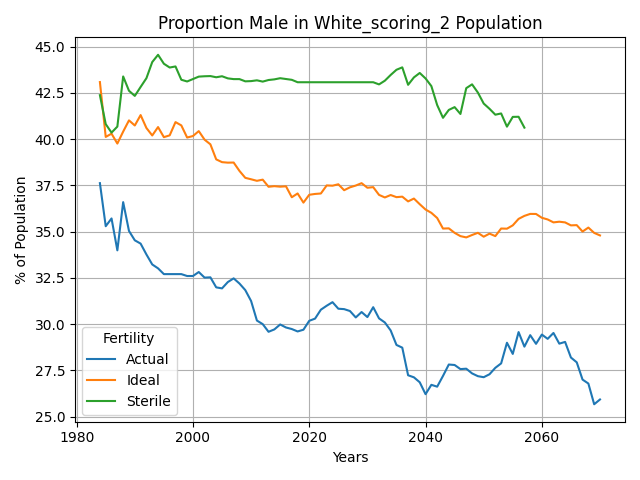 Proportion Male in White_scoring_2 Population
% of Population
45.0
42.5
40.0
37.5
35.0
32.5
30.0
27.5
25.0
Fertility
Actual
Ideal
Sterile
1980
2000
2020
2040
2060
Years